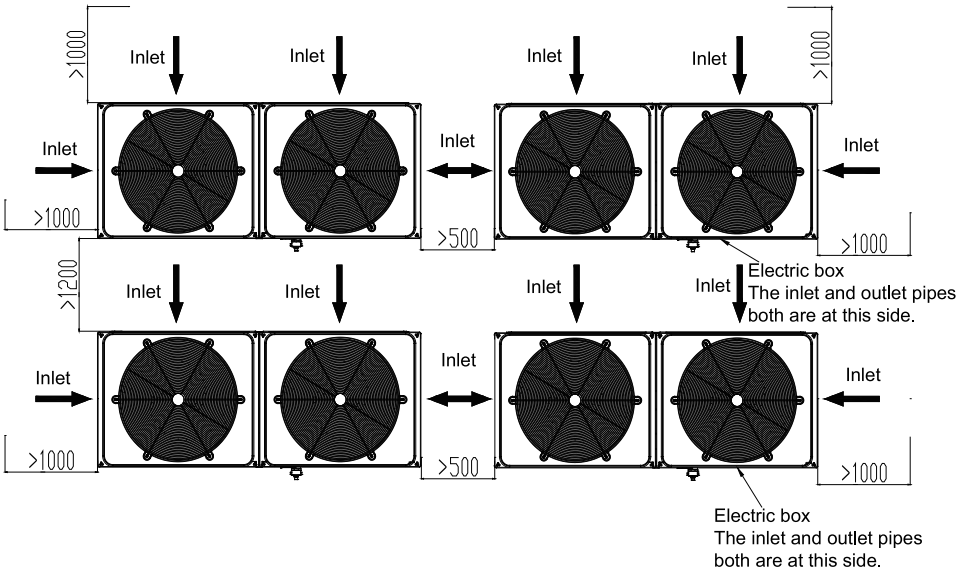 >1000
>1000
Inlet
Inlet
Inlet
Inlet
Inlet
Inlet
Inlet
>1000
>500
>1000
>1200
Electric box
The inlet and outlet pipes
both are at this side.
Inlet
Inlet
Inlet
Inlet
Inlet
Inlet
Inlet
>1000
>500
>1000
Electric box
The inlet and outlet pipes
both are at this side.